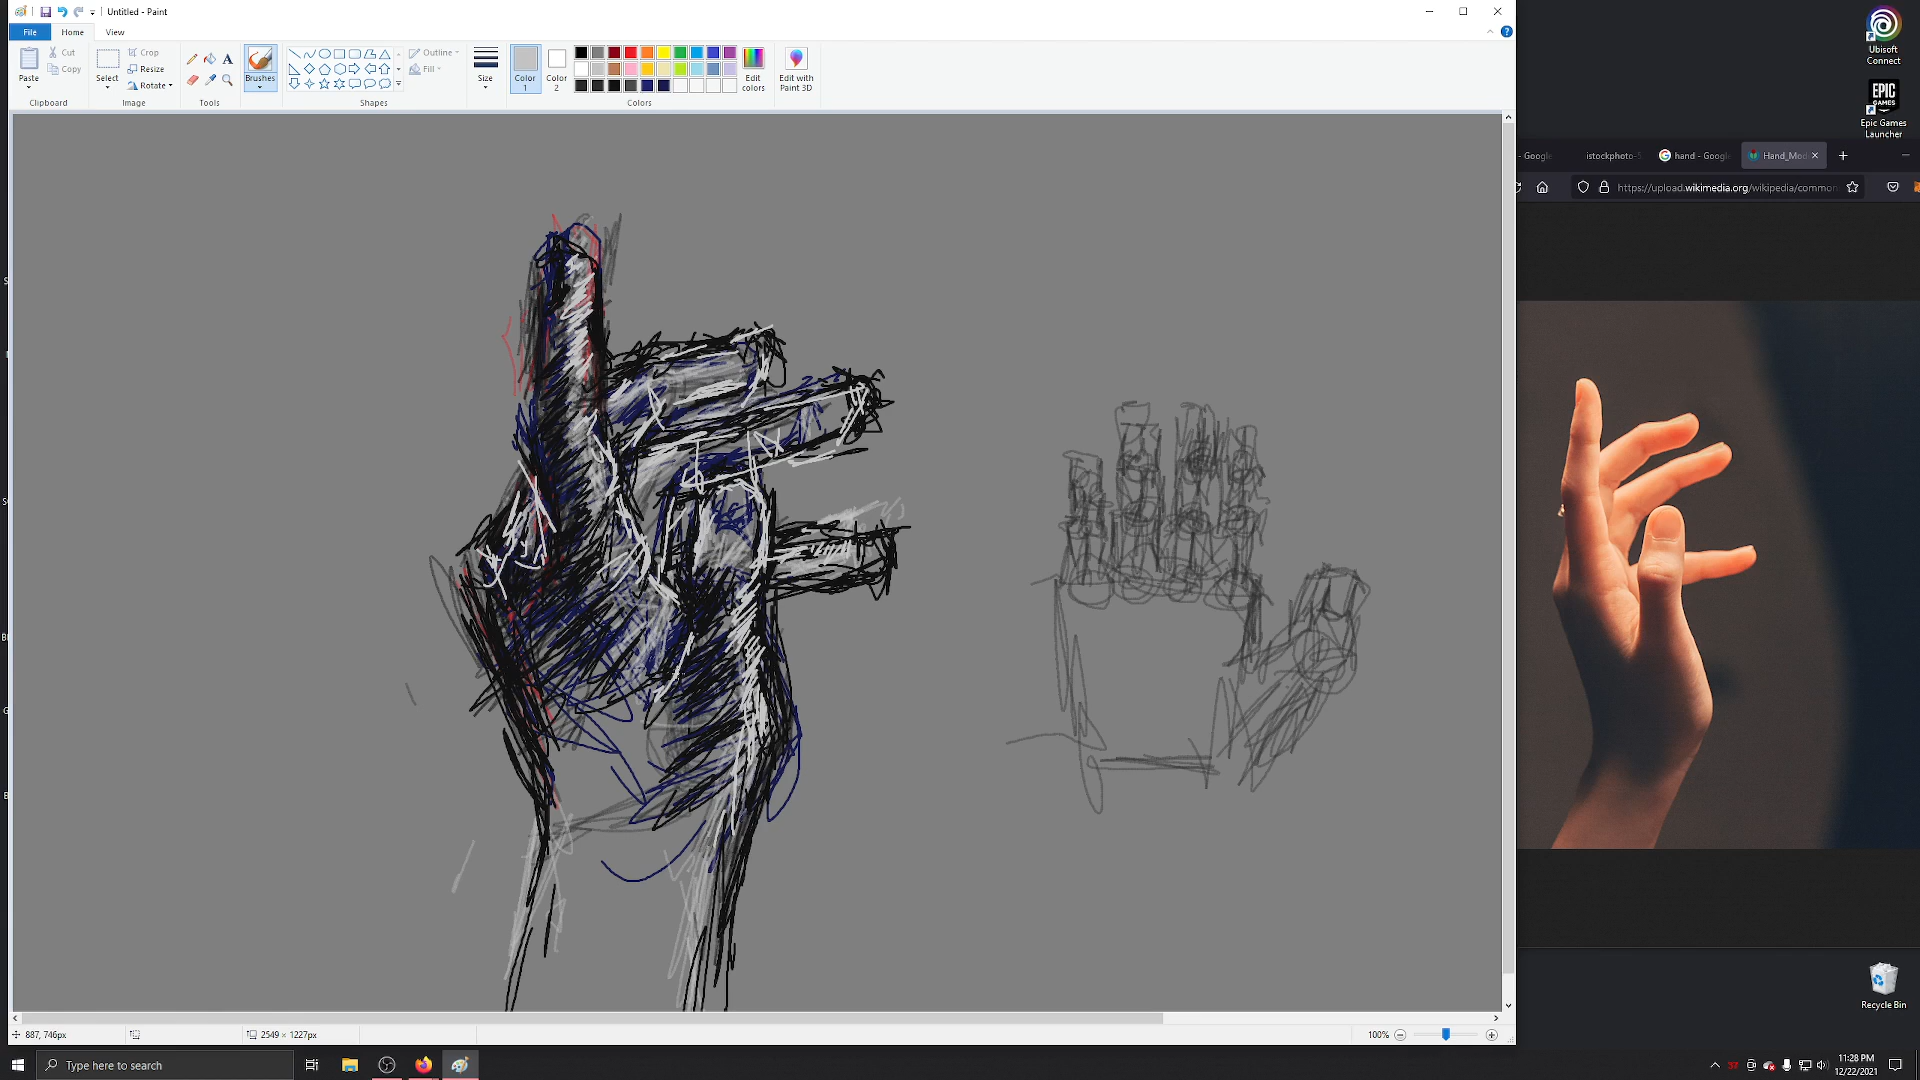 Untitled - Paint
File
Home
View
Paste
Cut
Copy
Clipboard
Select
Crop
Resize
Rotate
Image
Tools
Brushes
Outline
Fill
Shapes
Size
Color
1
Color
2
Edit
colors
Colors
Edit with
Paint 3D
887, 746px
2549 × 1227px
100%
Type here to search
- Google
istockphoto-5
hand - Google
Hand_Mod
https://upload.wikimedia.org/wikipedia/common
Ubisoft
Connect
EPIC
GAMES
Epic Games
Launcher
Recycle Bin
11:28 PM
12/22/2021